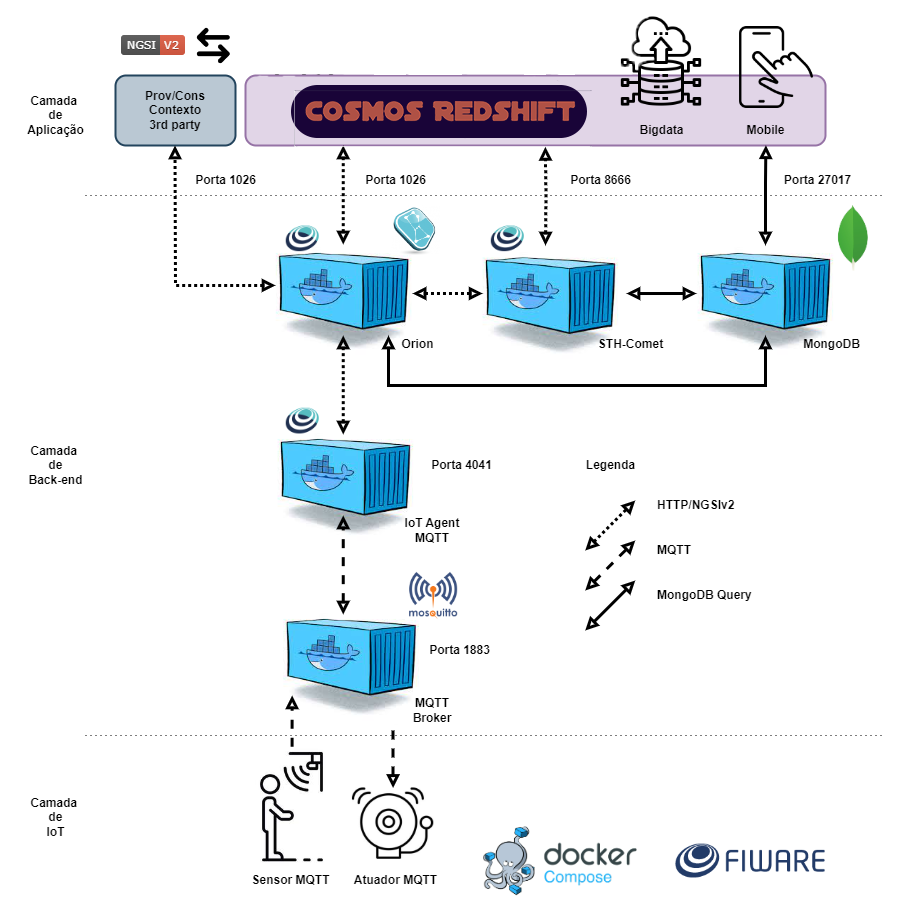 NGSI V2
Camada
de
Aplicação
Prov/Cons
Contexto
3rd party
COSMOS REDSHIFT
Bigdata
Mobile
Porta 1026
Porta 1026
Porta 8666
Porta 27017
Orion
STH-Comet
MongoDB
Camada
de
Back-end
Porta 4041
IoT Agent
MQTT
Legenda
HTTP/NGSIv2
MQTT
MongoDB Query
mosquitto
Porta 1883
MQTT
Broker
Camada
de
IoT
Sensor MQTT
Atuador MQTT
docker
Compose
FIWARE